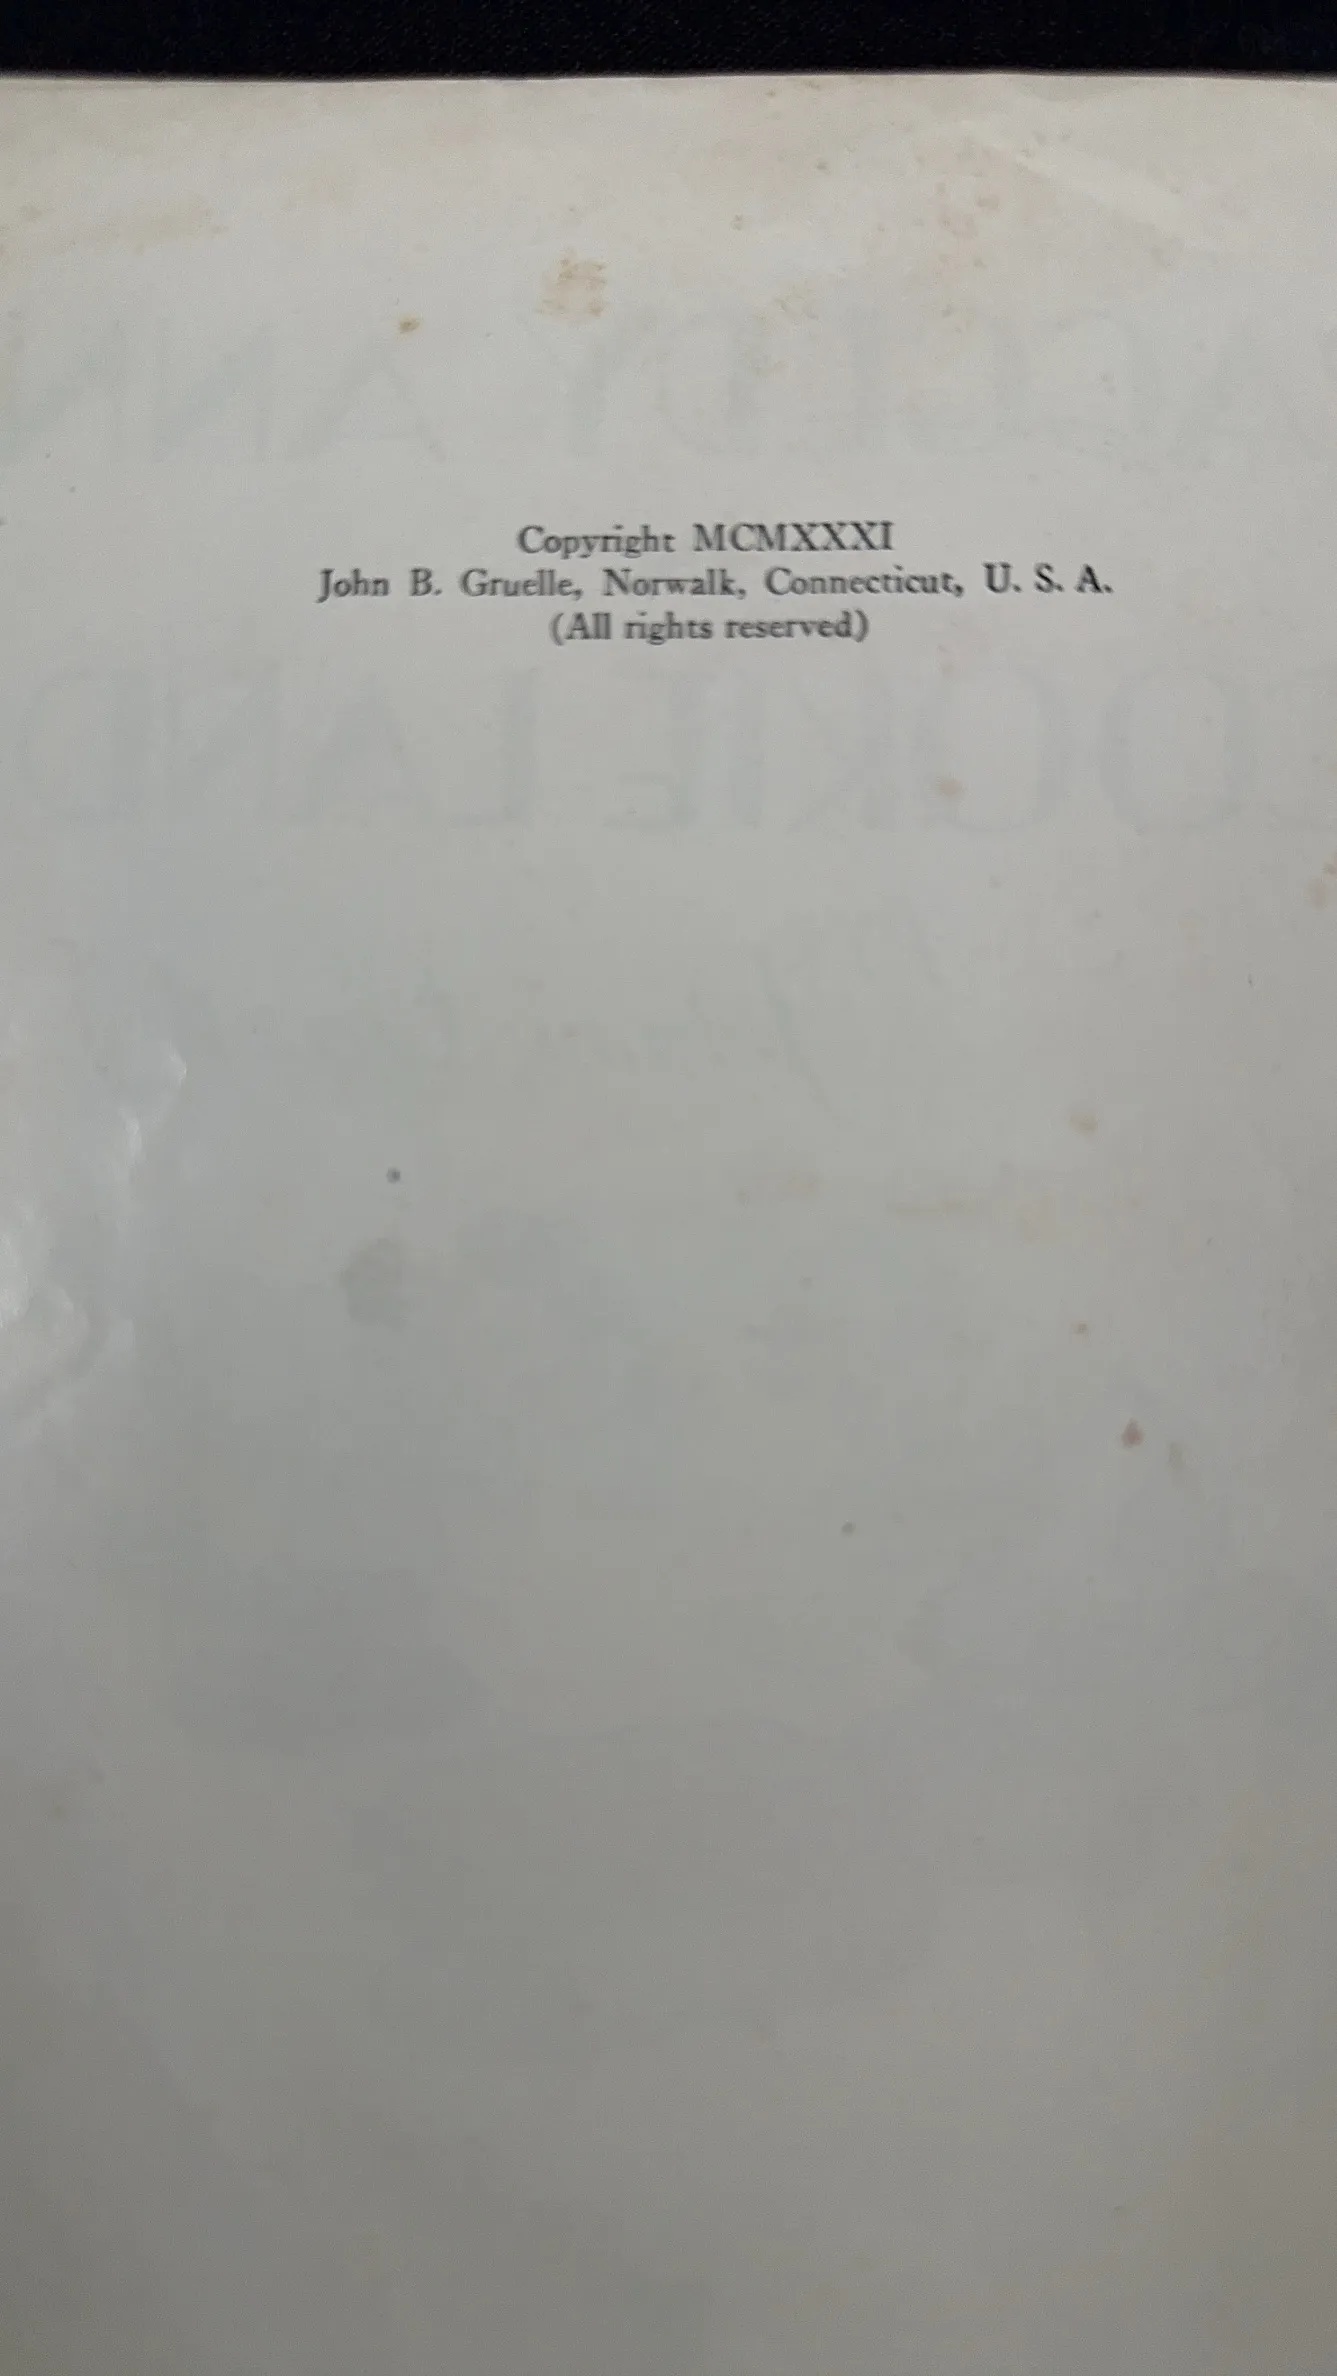 Copyright MCMXXXI
John B. Gruelle, Norwalk, Connecticut, U. S. A.
(All rights reserved)